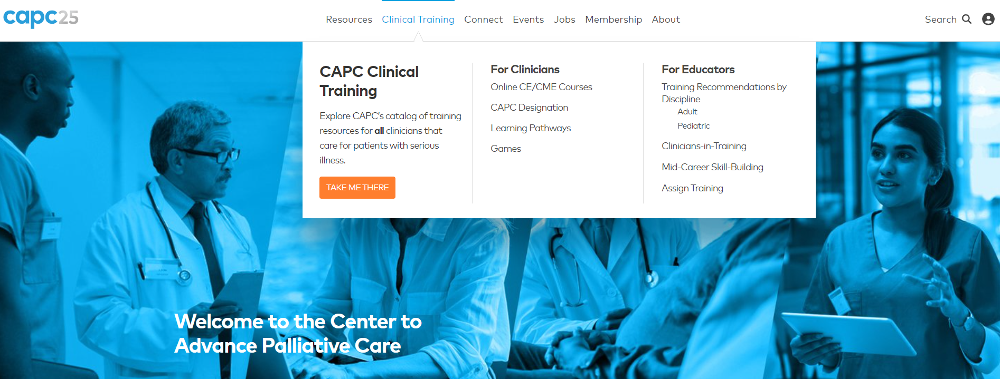 capc25
Resources
Clinical Training
Connect
Events
Jobs
Membership
About
Search
CAPC Clinical
Training
Explore CAPC's catalog of training
resources for all clinicians that
care for patients with serious
illness.
TAKE ME THERE
For Clinicians
Online CE/CME Courses
CAPC Designation
Learning Pathways
Games
For Educators
Training Recommendations by
Discipline
Adult
Pediatric
Clinicians-in-Training
Mid-Career Skill-Building
Assign Training
Welcome to the Center to
Advance Palliative Care